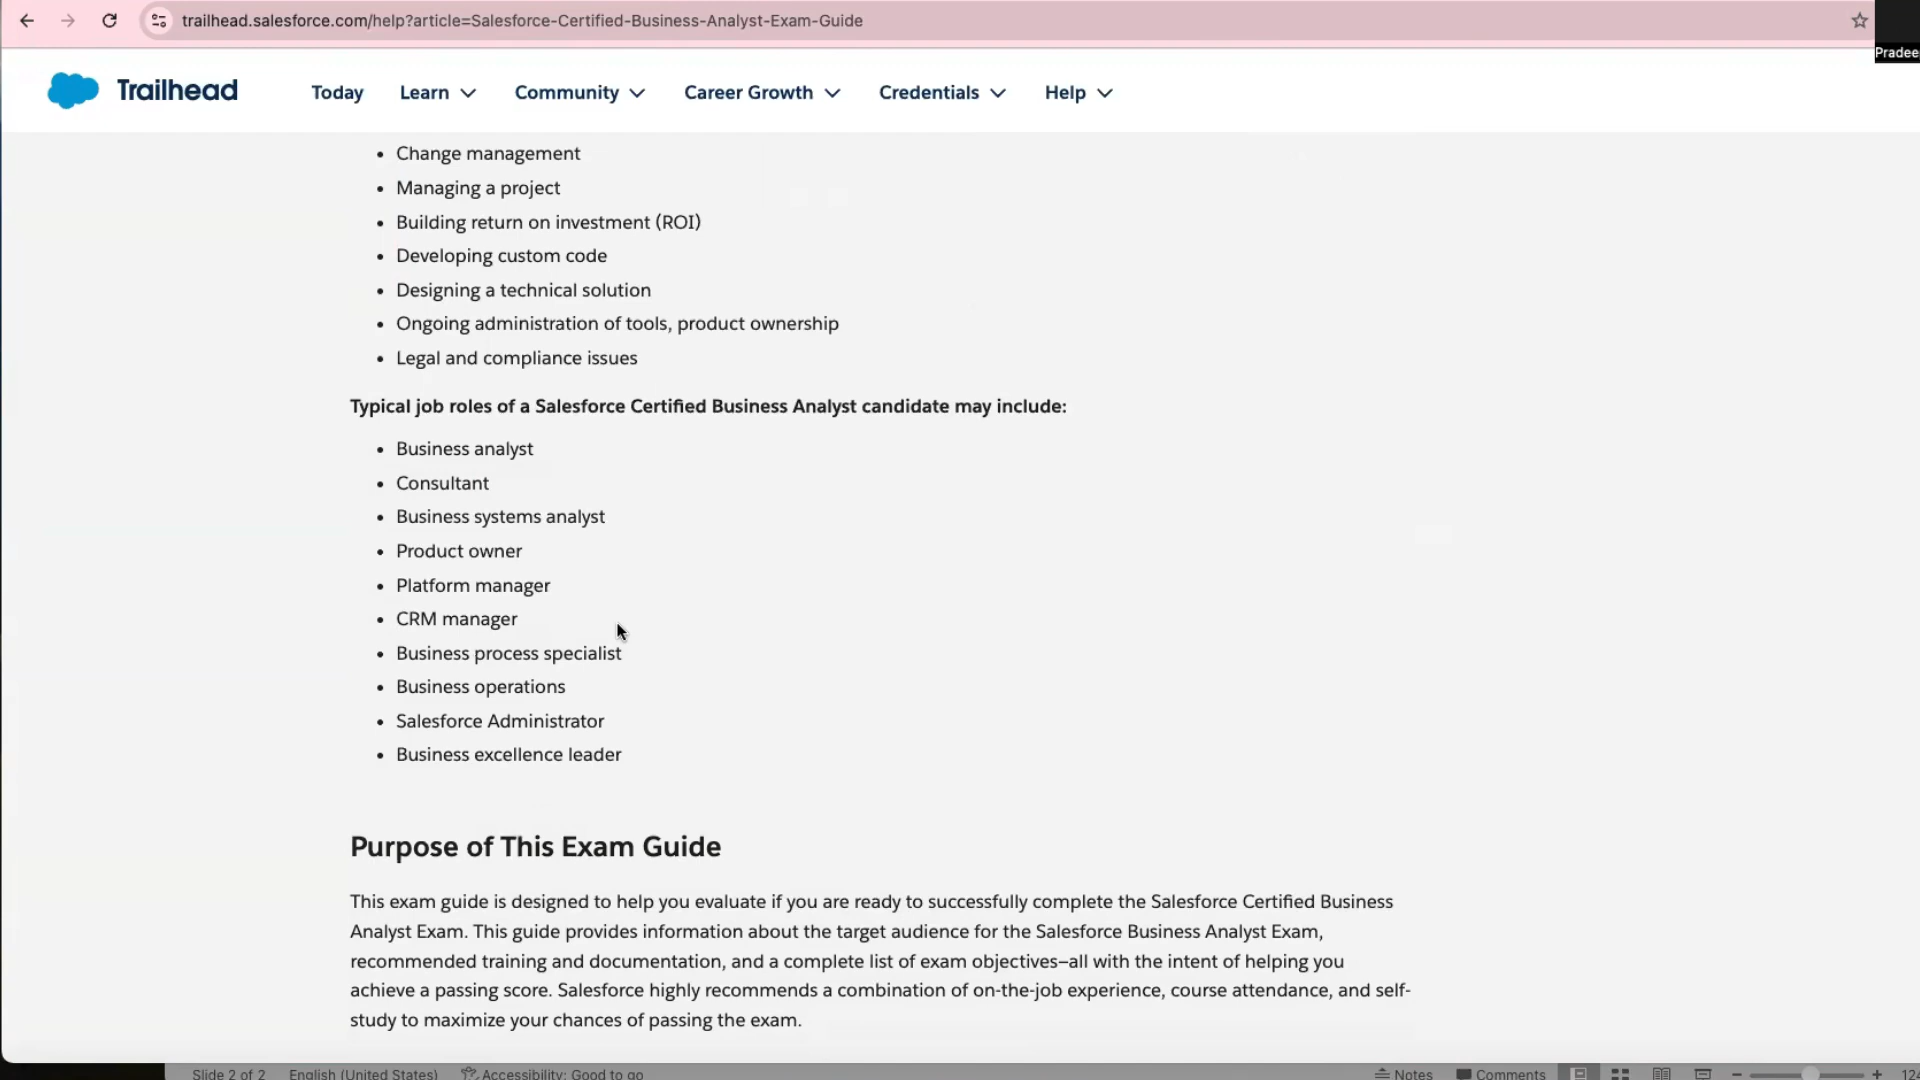 trailhead.salesforce.com/help?article=Salesforce-Certified-Business-Analyst-Exam-Guide
Pradee
Trailhead
Today Learn Community Career Growth Credentials Help
• Change management
• Managing a project
• Building return on investment (ROI)
• Developing custom code
• Designing a technical solution
• Ongoing administration of tools, product ownership
• Legal and compliance issues
Typical job roles of a Salesforce Certified Business Analyst candidate may include:
• Business analyst
• Consultant
• Business systems analyst
• Product owner
• Platform manager
• CRM manager
• Business process specialist
• Business operations
• Salesforce Administrator
• Business excellence leader
Purpose of This Exam Guide
This exam guide is designed to help you evaluate if you are ready to successfully complete the Salesforce Certified Business
Analyst Exam. This guide provides information about the target audience for the Salesforce Business Analyst Exam,
recommended training and documentation, and a complete list of exam objectives—all with the intent of helping you
achieve a passing score. Salesforce highly recommends a combination of on-the-job experience, course attendance, and self-
study to maximize your chances of passing the exam.
Slide 2 of 2 English (United States) Accessibility: Good to go Notes Comments 124